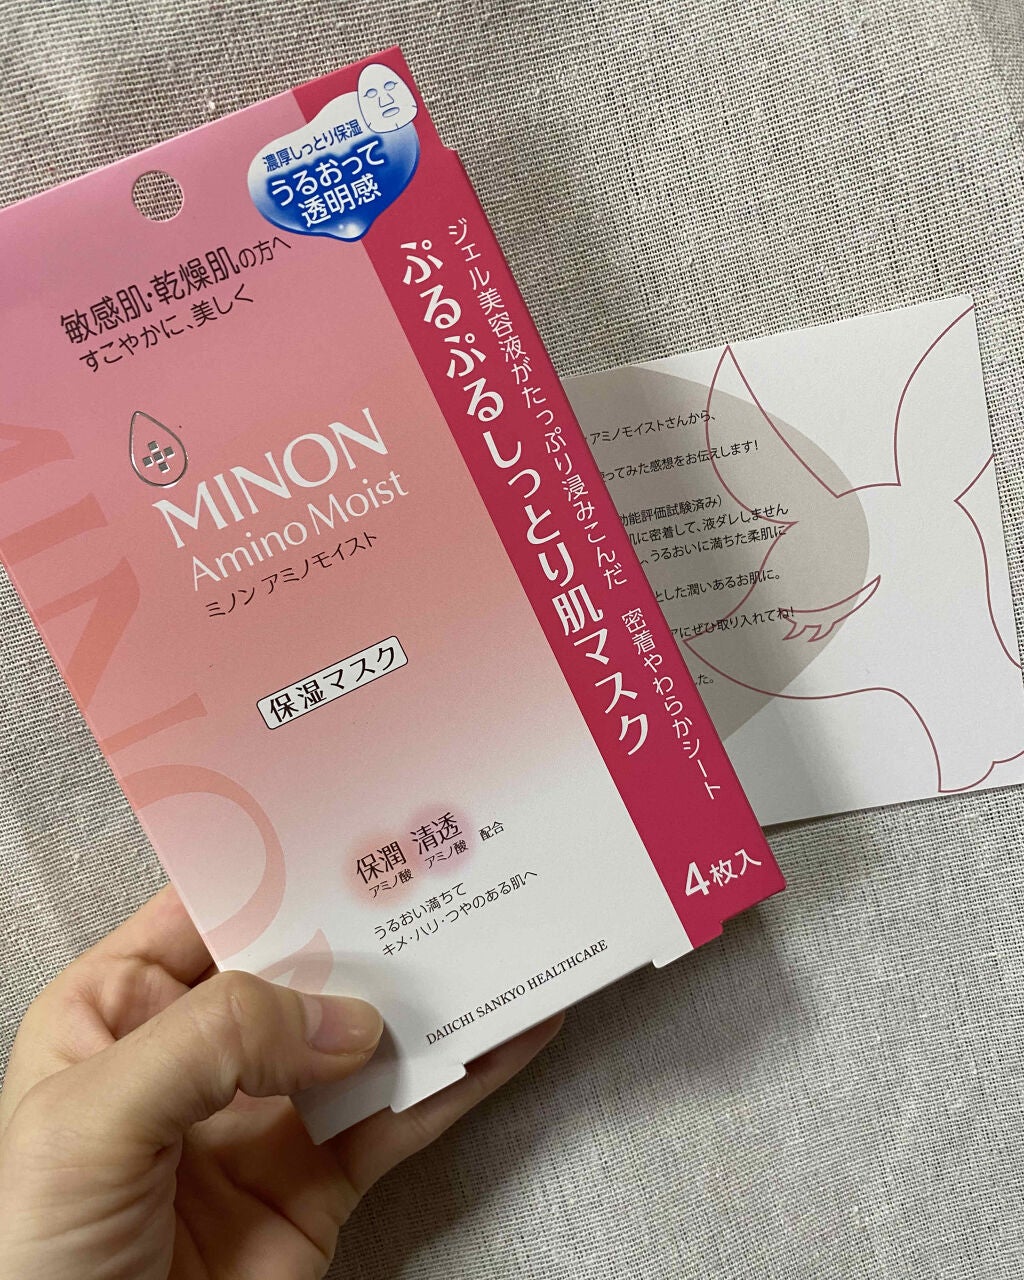 濃厚しっとり保湿
うるおって
透明感
敏感肌・乾燥肌の方へ
すこやかに、美しく
MINON
Amino Moist
ミノン アミノモイスト
保湿マスク
保潤
アミノ酸
清透
アミノ酸
配合
うるおい満ちて
キメ・ハリ・つやのある肌へ
DAIICHI SANKYO HEALTHCARE
ジェル美容液がたっぷり浸みこんだ 密着やわらかシート
ぷるぷるしっとり肌マスク
4枚入
MINON
アミノモイストさんから、
ってみた感想をお伝えします!
能評価試験済み)
肌に密着して、液ダレしません
、うるおいに満ちた柔肌に
とした潤いあるお肌に。
アにぜひ取り入れてね!
た。